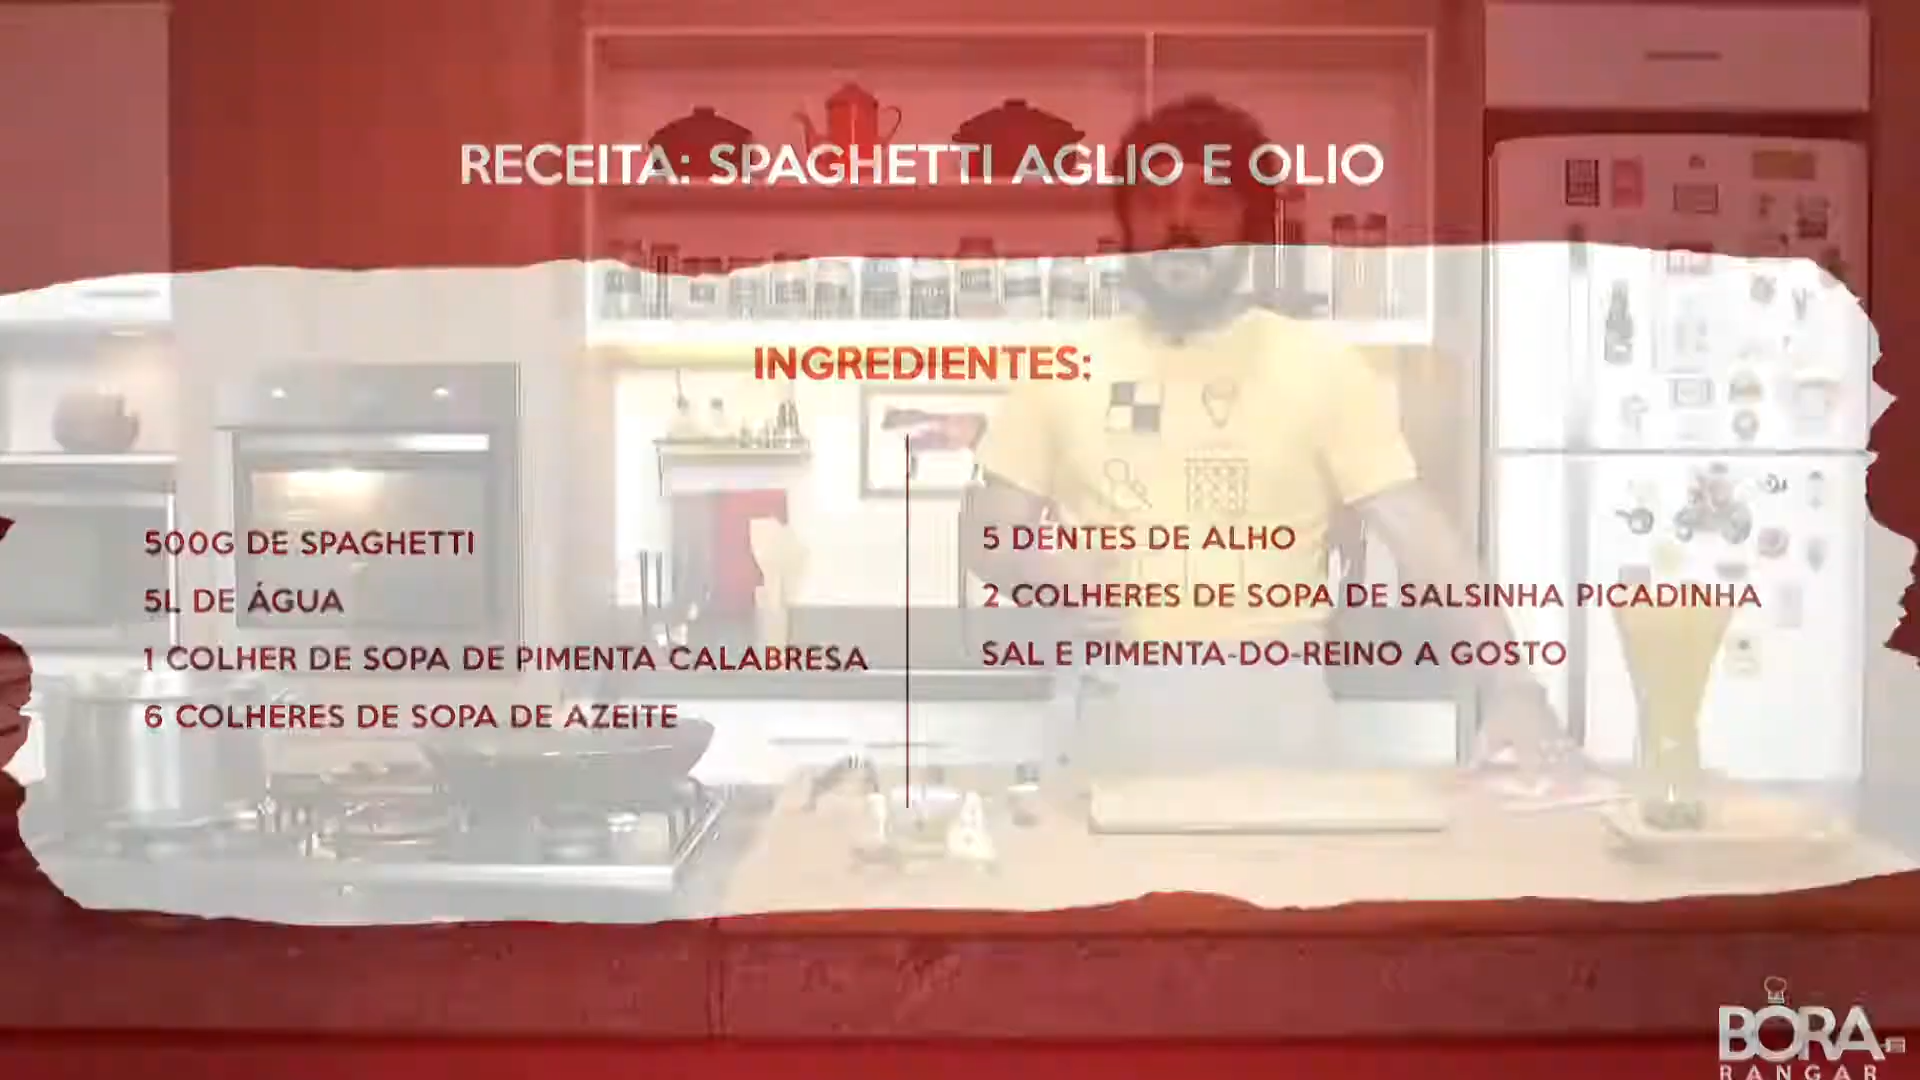 RECEITA: SPAGHETTI AGLIO E OLIO
INGREDIENTES:
500G DE SPAGHETTI
5L DE ÁGUA
1 COLHER DE SOPA DE PIMENTA CALABRESA
6 COLHERES DE SOPA DE AZEITE
5 DENTES DE ALHO
2 COLHERES DE SOPA DE SALSINHA PICADINHA
SAL E PIMENTA-DO-REINO A GOSTO
BORA
RANGAR